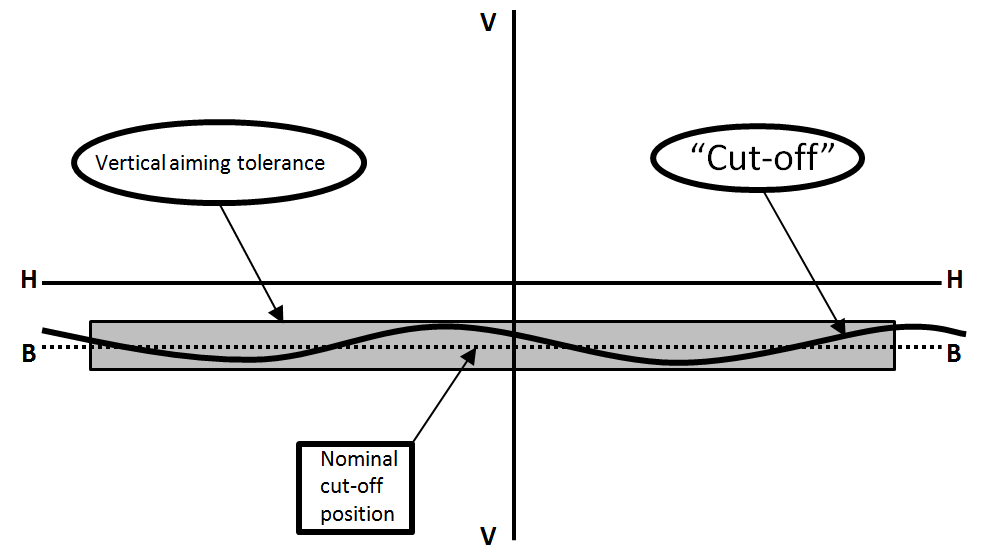 V
Vertical aiming tolerance
“Cut-off”
H
H
B
B
Nominal
cut-off
position
V